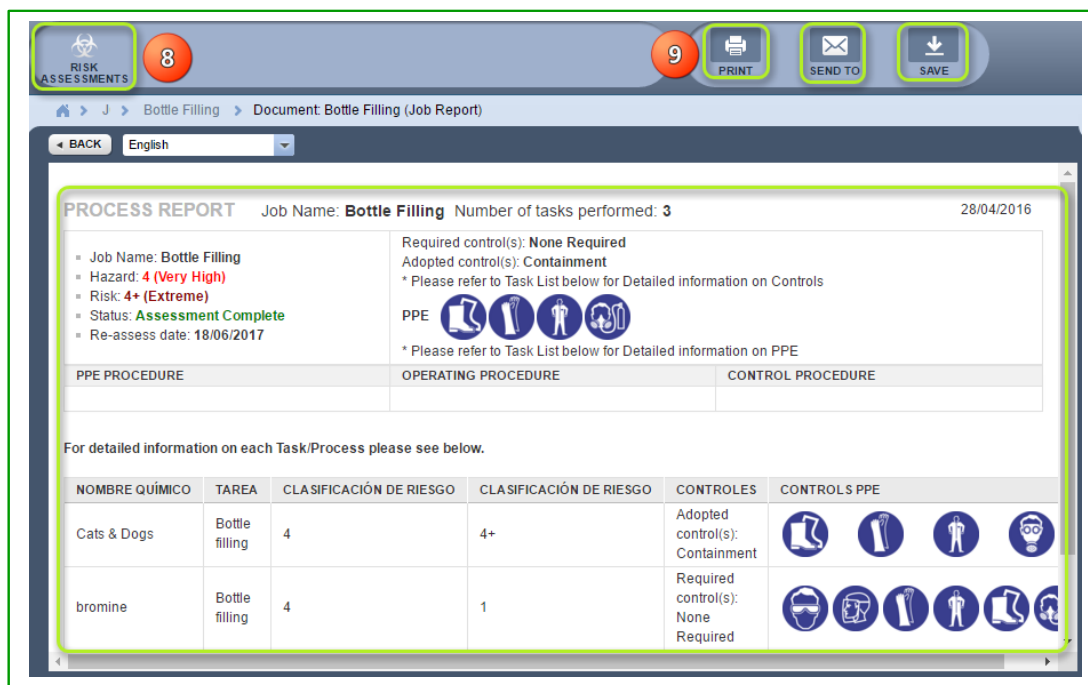 RISK
ASSESSMENTS
8
9
PRINT
SEND TO
SAVE
J Bottle Filling Document: Bottle Filling (Job Report)
BACK English
PROCESS REPORT Job Name: Bottle Filling Number of tasks performed: 3 28/04/2016
Job Name: Bottle Filling
Hazard: 4 (Very High)
Risk: 4+ (Extreme)
Status: Assessment Complete
Re-assess date: 18/06/2017
Required control(s): None Required
Adopted control(s): Containment
* Please refer to Task List below for Detailed information on Controls
PPE
* Please refer to Task List below for Detailed information on PPE
PPE PROCEDURE OPERATING PROCEDURE CONTROL PROCEDURE
For detailed information on each Task/Process please see below.
NOMBRE QUÍMICO TAREA CLASIFICACIÓN DE RIESGO CLASIFICACIÓN DE RIESGO CONTROLES CONTROLS PPE
Cats & Dogs
Bottle
filling
4
4+
Adopted
control(s):
Containment
bromine
Bottle
filling
4
1
Required
control(s):
None
Required